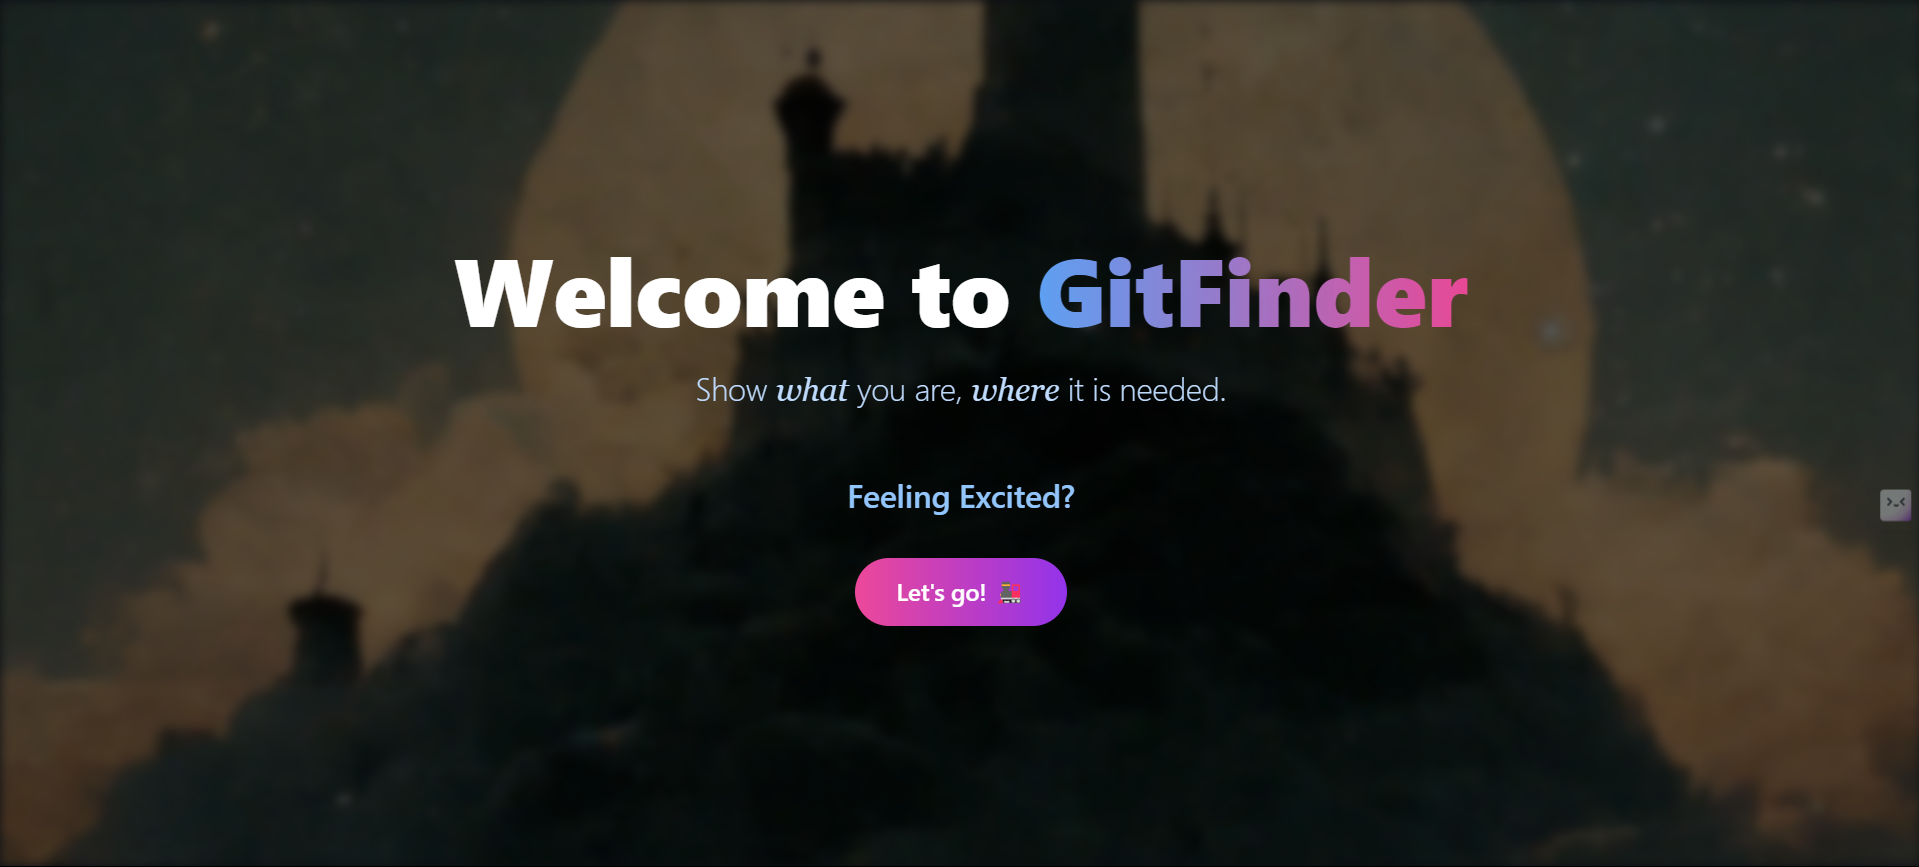 Welcome to GitFinder
Show what you are, where it is needed.
Feeling Excited?
Let's go! 🚂